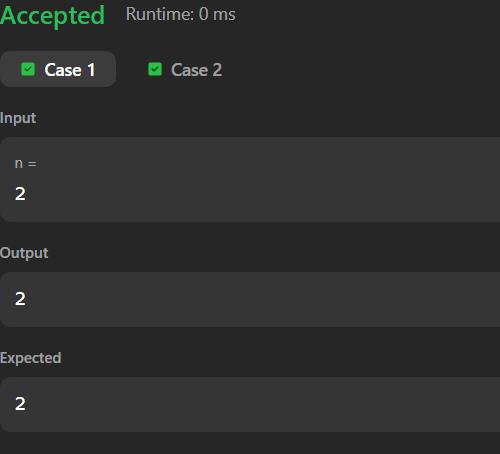 Accepted Runtime: 0 ms
Case 1 Case 2
Input
n =
2
Output
2
Expected
2